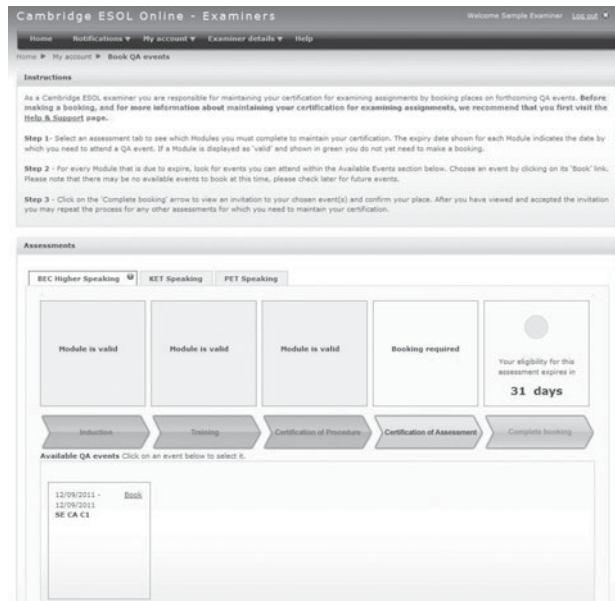 Cambridge ESOL Online - Examiners
Welcome Sample Examiner Log out
Home Notifications My account Examiner details Help
Home My account Book QA events
Instructions
As a Cambridge ESOL examiner you are responsible for maintaining your certification for examining assignments by booking places on forthcoming QA events. Before
making a booking, and for more information about maintaining your certification for examining assignments, we recommend that you first visit the
Help & Support page.
Step 1- Select an assessment tab to see which Modules you must complete to maintain your certification. The expiry date shown for each Module indicates the date by
which you need to attend a QA event. If a Module is displayed as 'valid' and shown in green you do not yet need to make a booking.
Step 2 - For every Module that is due to expire, look for events you can attend within the Available Events section below. Choose an event by clicking on its 'Book' link.
Please note that there may be no available events to book at this time, please check later for future events.
Step 3 - Click on the 'Complete booking' arrow to view an invitation to your chosen event(s) and confirm your place. After you have viewed and accepted the invitation
you may repeat the process for any other assessments for which you need to maintain your certification.
Assessments
BEC Higher Speaking KET Speaking PET Speaking
Module is valid Module is valid Module is valid Booking required
Your eligibility for this
assessment expires in
31 days
Induction Training Certification of Procedure Certification of Assessment Complete booking
Available QA events Click on an event below to select it.
12/09/2011 - Book
12/09/2011
SE CA C1